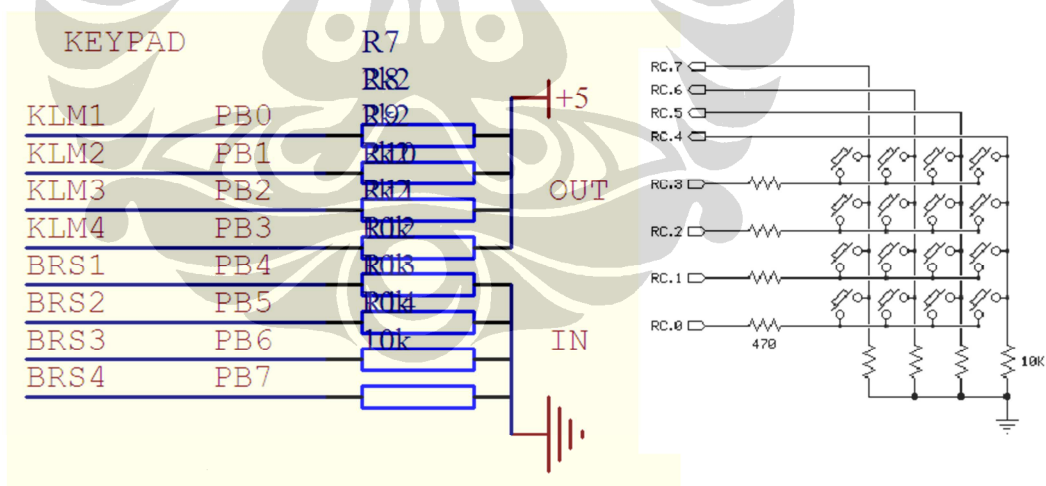 KEYPAD
R7
KLM1 PB0
KLM2 PB1
KLM3 PB2
KLM4 PB3
BRS1 PB4
BRS2 PB5
BRS3 PB6
BRS4 PB7
10k
+5
OUT
IN
RC.7
RC.6
RC.5
RC.4
RC.3
RC.2
RC.1
RC.0
470
10K